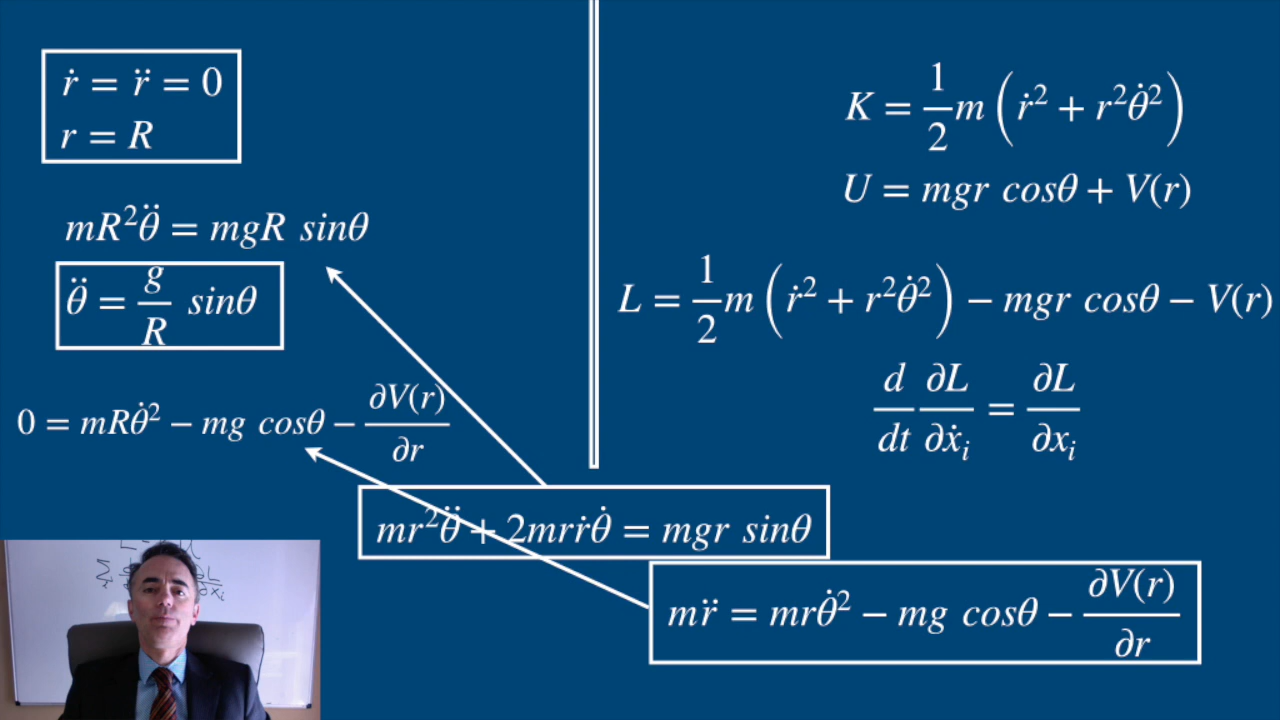 ṙ = r̈ = 0
r = R
mR²θ̈ = mgR sinθ
θ̈ = g/R sinθ
0 = mRθ̇² − mg cosθ − ∂V(r)/∂r
K = 1/2 m (ṙ² + r²θ̇²)
U = mgr cosθ + V(r)
L = 1/2 m (ṙ² + r²θ̇²) − mgr cosθ − V(r)
d/dt ∂L/∂ẋᵢ = ∂L/∂xᵢ
mr²θ̈ + 2mrṙθ̇ = mgr sinθ
mr̈ = mrθ̇² − mg cosθ − ∂V(r)/∂r